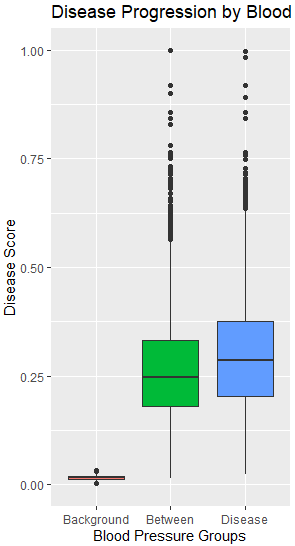 Disease Progression by Blood
1.00
0.75
0.50
0.25
0.00
Disease Score
Background Between Disease
Blood Pressure Groups